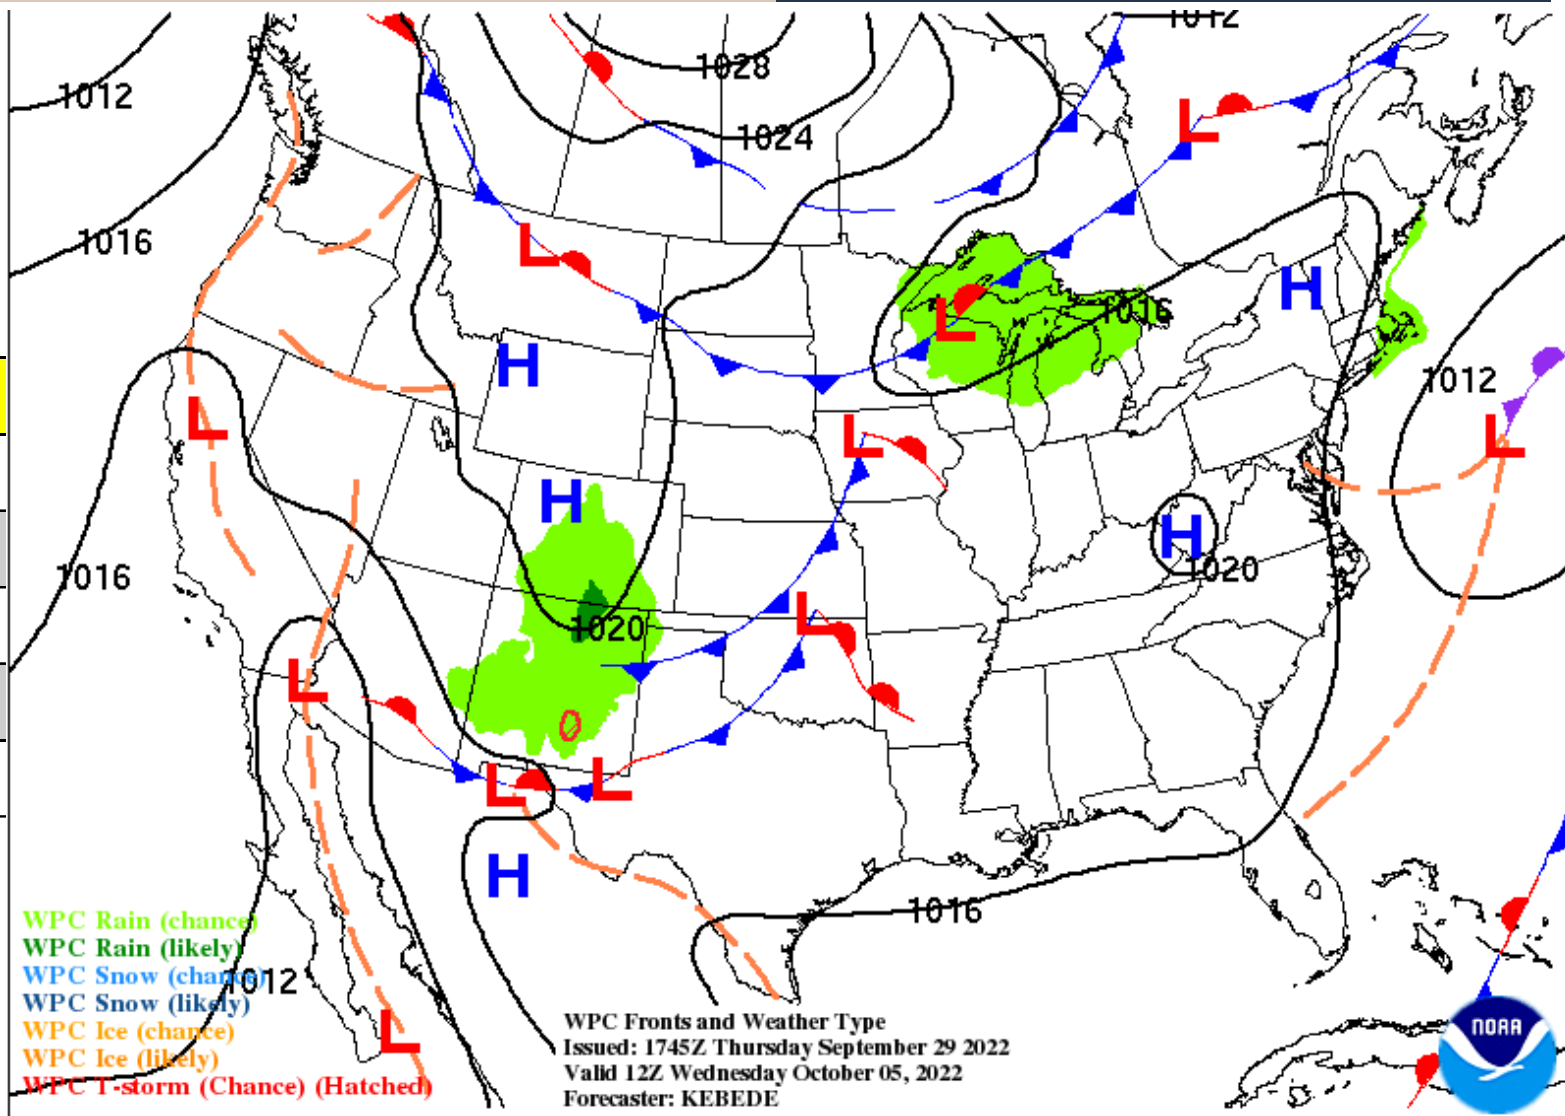 1012
1028
1012
1024
1016
L
L
H
1016
L
H
1012
L
L
L
H
H
1016
1020
L
1020
L
L
L
H
1016
WPC Rain (chance)
WPC Rain (likely)
WPC Snow (chance)
1012
WPC Snow (likely)
WPC Ice (chance)
WPC Ice (likely)
WPC T-storm (Chance) (Hatched)
L
WPC Fronts and Weather Type
Issued: 1745Z Thursday September 29 2022
Valid 12Z Wednesday October 05, 2022
Forecaster: KEBEDE
NOAA